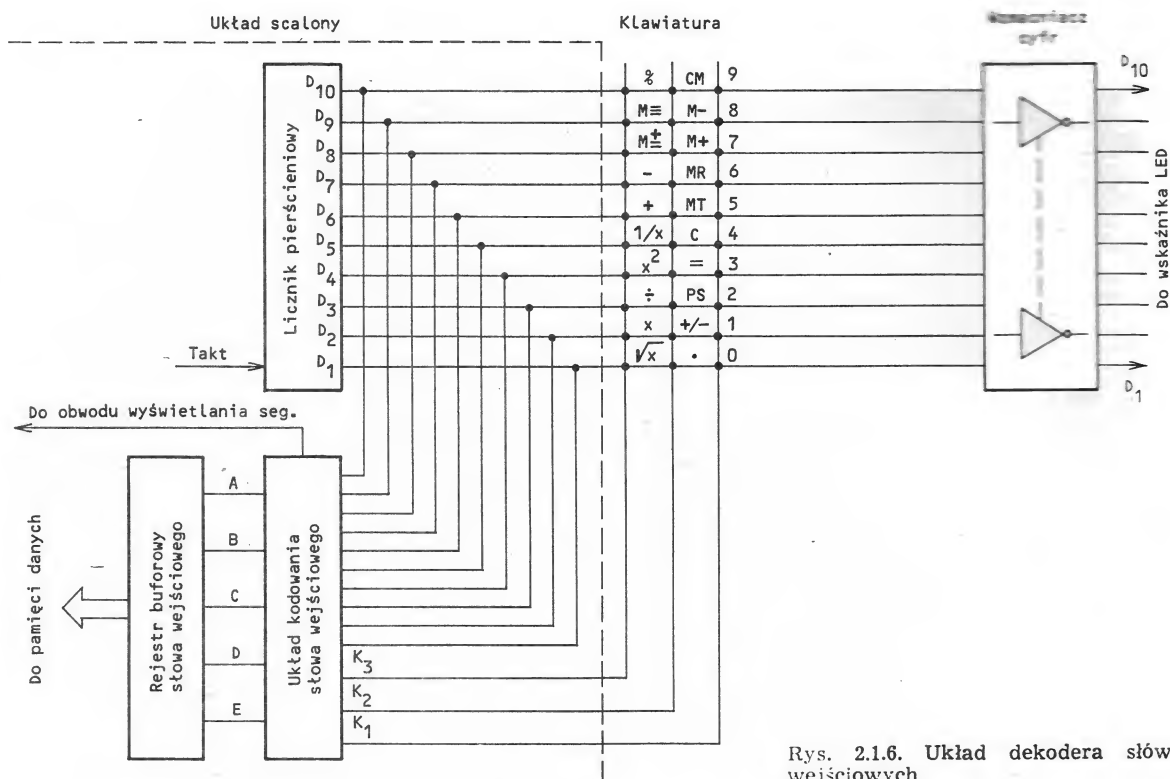 Układ scalony
Klawiatura
Wzmacniacz
cyfr
Licznik pierścieniowy
D10
D9
D8
D7
D6
D5
D4
D3
D2
D1
Takt
% CM 9
M≡ M- 8
M± M+ 7
- MR 6
+ MT 5
1/x C 4
x² = 3
÷ PS 2
x +/- 1
√x . 0
D10
D1
Do wskaźnika LED
Do obwodu wyświetlania seg.
Do pamięci danych
Rejestr buforowy
słowa wejściowego
A
B
C
D
E
Układ kodowania
słowa wejściowego
K3
K2
K1
Rys. 2.1.6. Układ dekodera słów
wejściowych